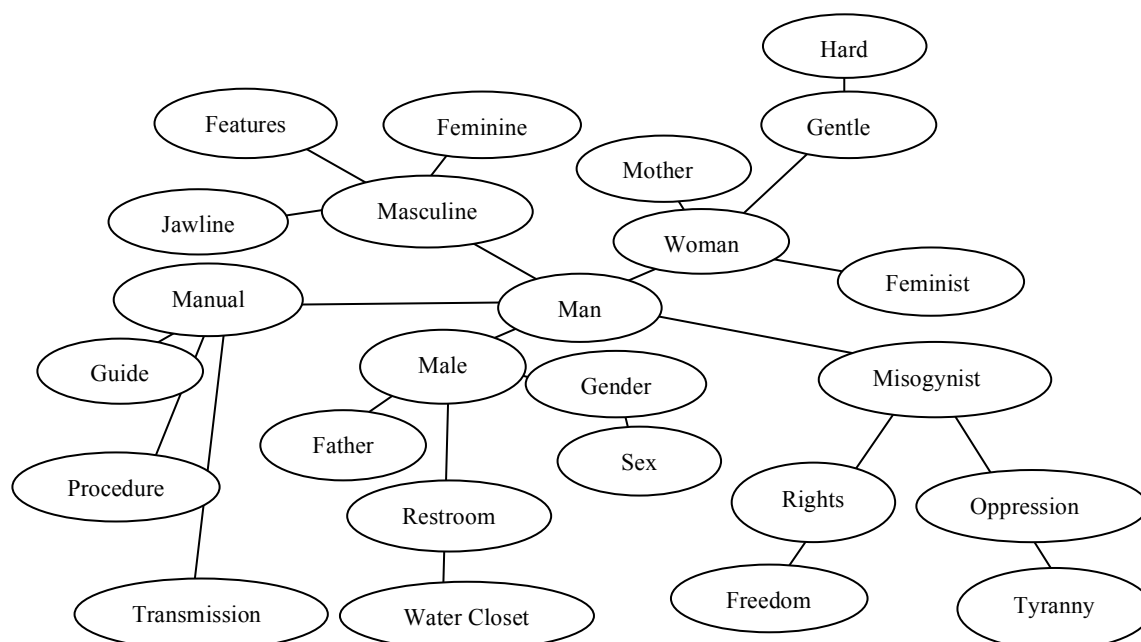 Hard
Features
Feminine
Gentle
Mother
Jawline
Masculine
Woman
Feminist
Manual
Man
Guide
Male
Gender
Misogynist
Father
Sex
Procedure
Restroom
Rights
Oppression
Transmission
Water Closet
Freedom
Tyranny